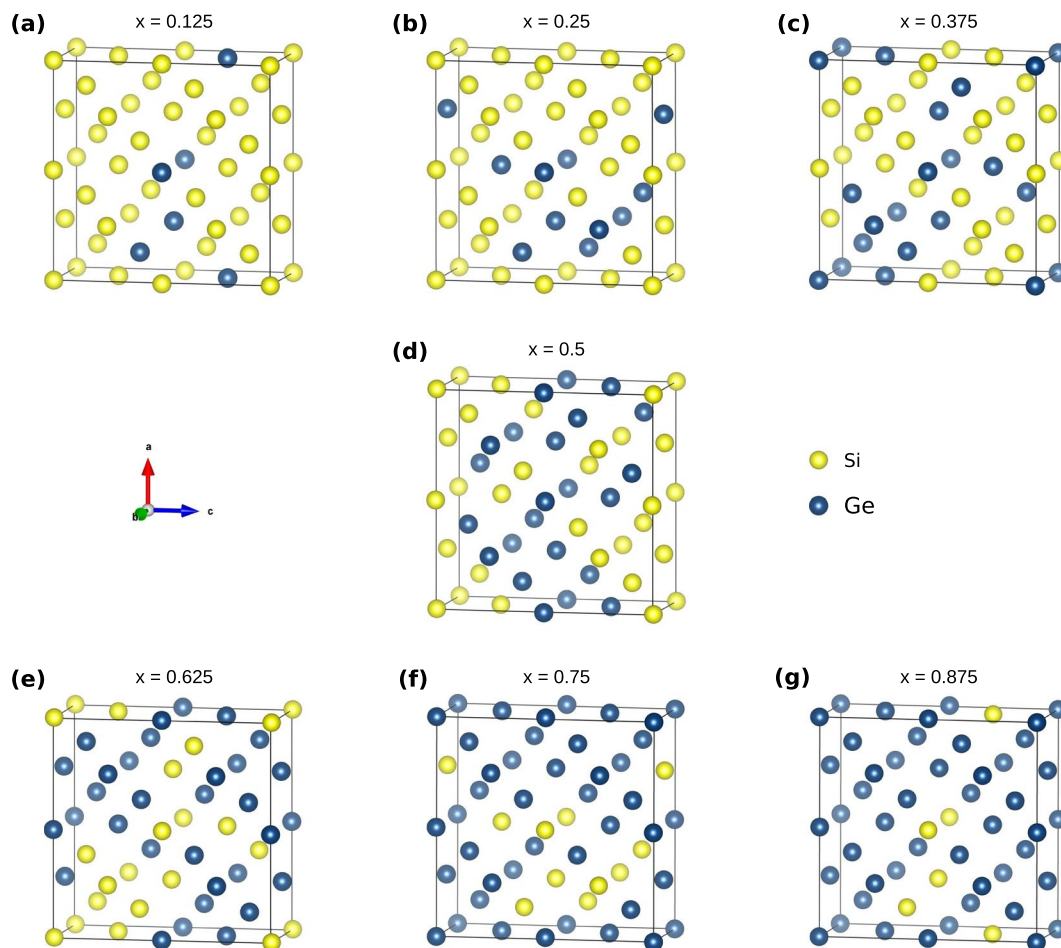 (a) x = 0.125
(b) x = 0.25
(c) x = 0.375
(d) x = 0.5
a
b
c
Si
Ge
(e) x = 0.625
(f) x = 0.75
(g) x = 0.875